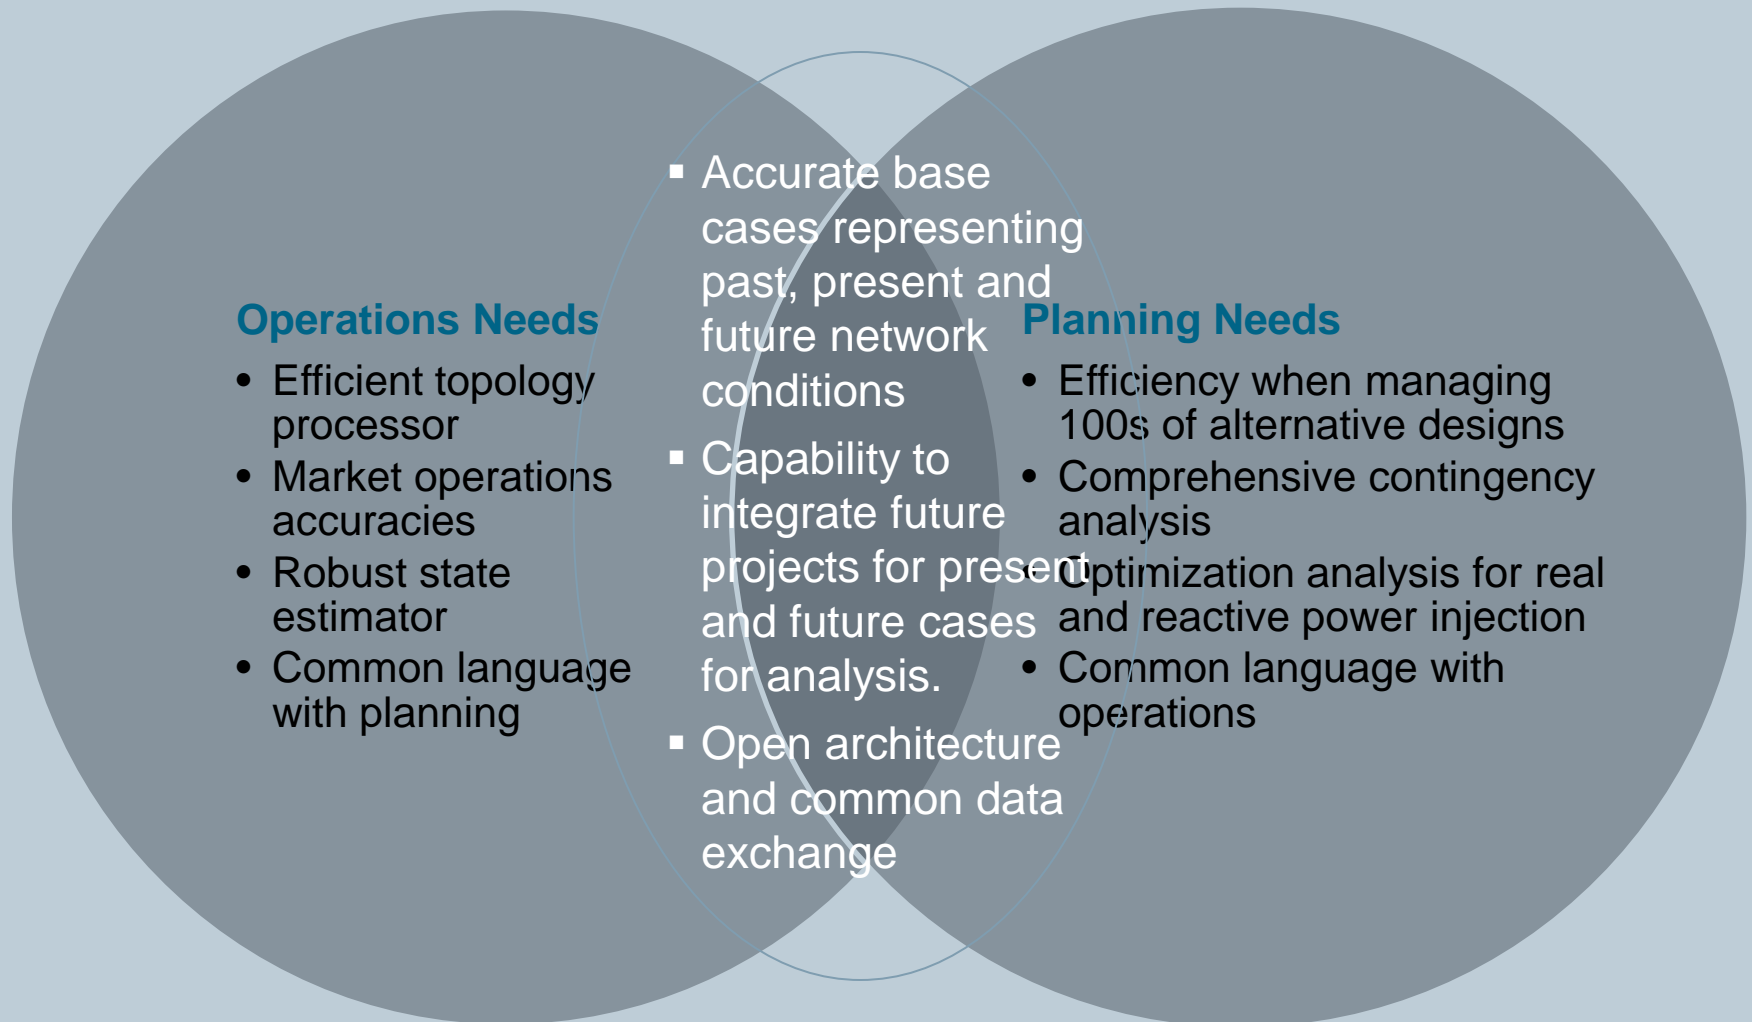 Operations Needs
• Efficient topology
processor
• Market operations
accuracies
• Robust state
estimator
• Common language
with planning
▪ Accurate base
cases representing
past, present and
future network
conditions
▪ Capability to
integrate future
projects for present
and future cases
for analysis.
▪ Open architecture
and common data
exchange
Planning Needs
• Efficiency when managing
100s of alternative designs
• Comprehensive contingency
analysis
• Optimization analysis for real
and reactive power injection
• Common language with
operations